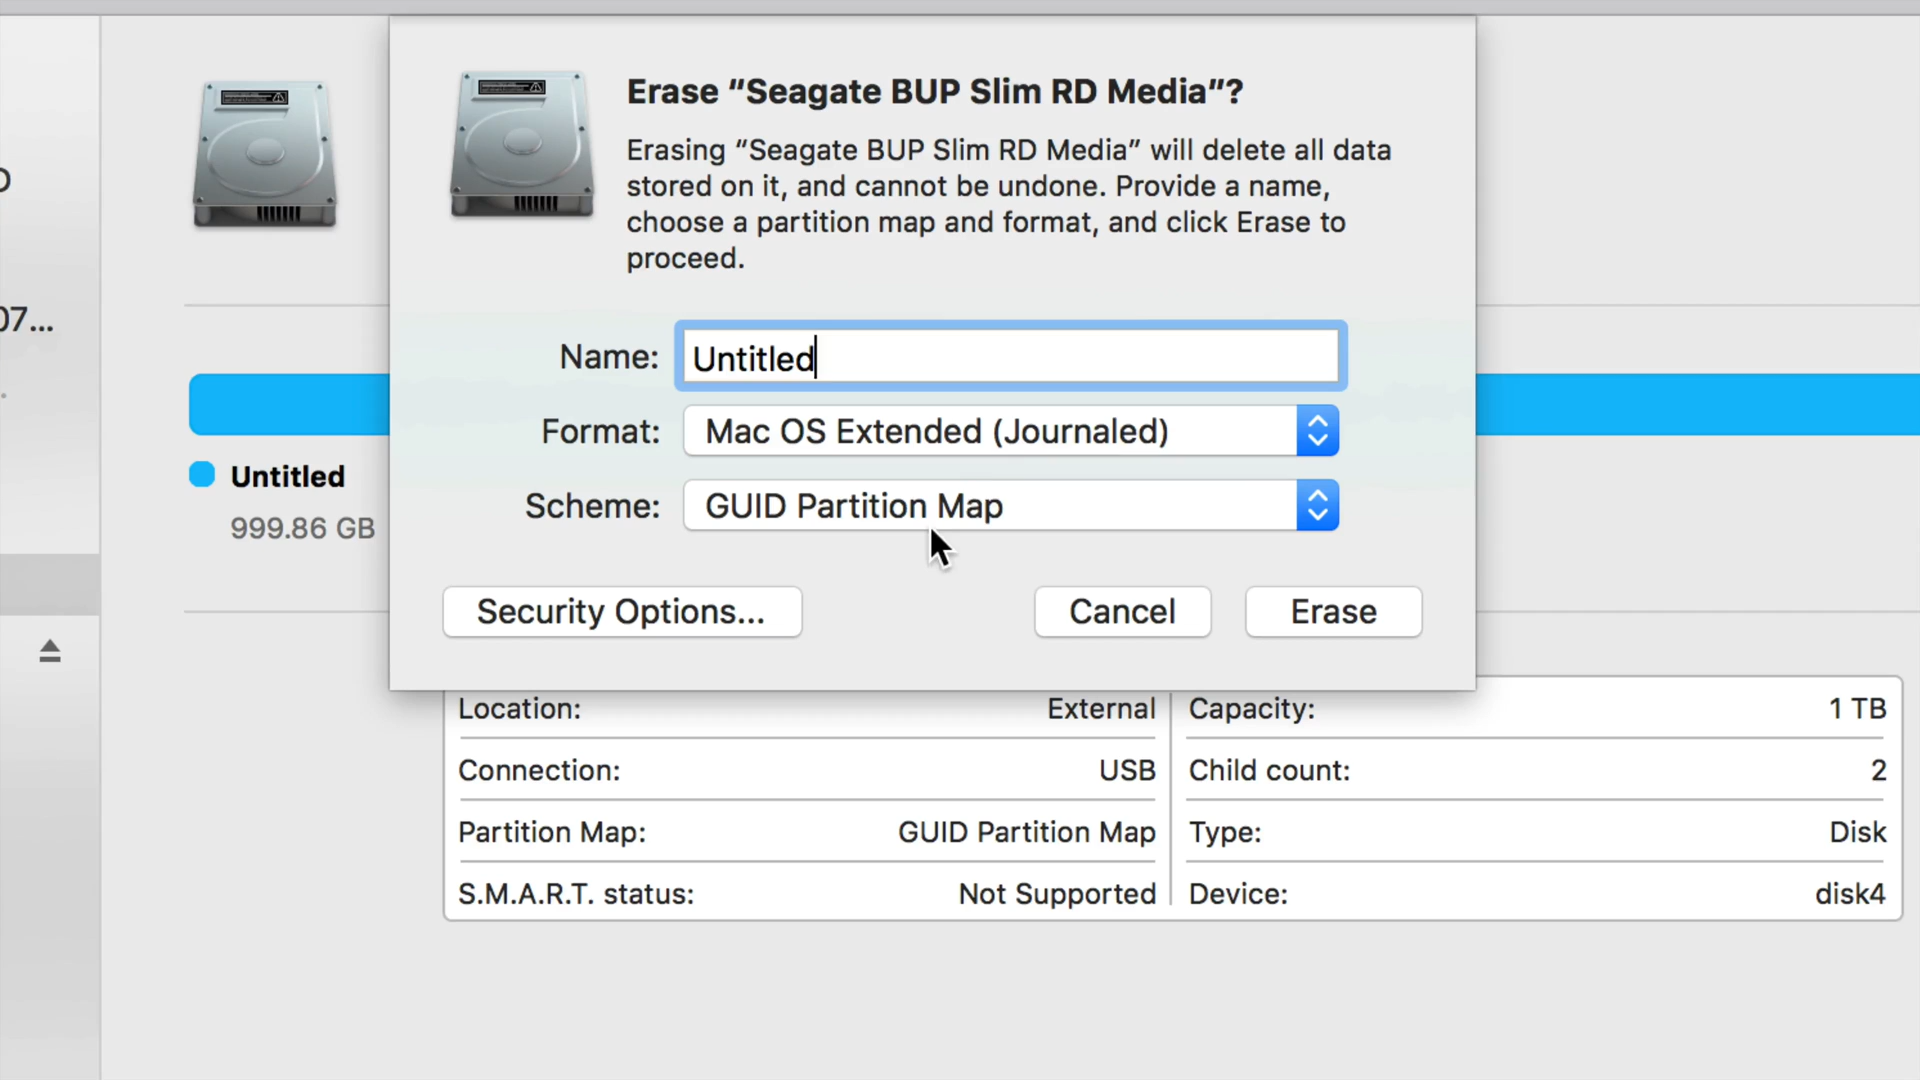 Erase “Seagate BUP Slim RD Media”?
Erasing “Seagate BUP Slim RD Media” will delete all data
stored on it, and cannot be undone. Provide a name,
choose a partition map and format, and click Erase to
proceed.
07...
Name: Untitled
Format: Mac OS Extended (Journaled)
Scheme: GUID Partition Map
Untitled
999.86 GB
Security Options... Cancel Erase
Location: External Capacity: 1 TB
Connection: USB Child count: 2
Partition Map: GUID Partition Map Type: Disk
S.M.A.R.T. status: Not Supported Device: disk4